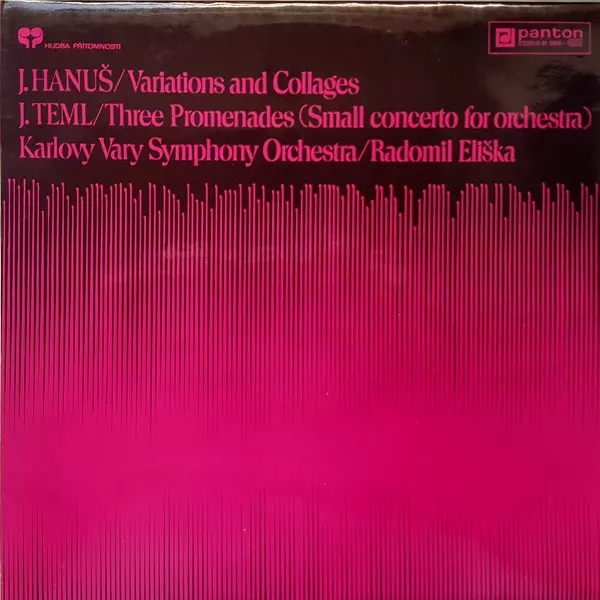 HUDBA PŘÍTOMNOSTI
panton
J. HANUŠ/Variations and Collages
J. TEML/Three Promenades (Small concerto for orchestra)
Karlovy Vary Symphony Orchestra/Radomil Eliška